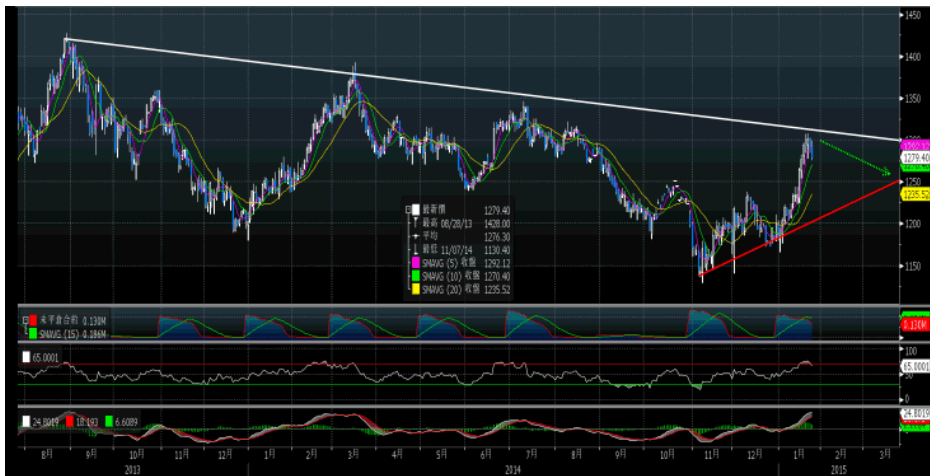 1450
1400
1350
1300
1292.12
1279.40
1250
1235.52
1200
1150
最新價 1279.40
最高 08/28/13 1428.00
平均 1276.30
最低 11/07/14 1130.40
SMAVG (5) 收盤 1292.12
SMAVG (10) 收盤 1270.40
SMAVG (20) 收盤 1235.52
未平倉合約 0.130M
SMAVG (15) 0.186M
0.130M
65.0001
100
65.0001
50
0
24.8019 18.193 6.6089
24.8019
8月 9月 10月 11月 12月 1月 2月 3月 4月 5月 6月 7月 8月 9月 10月 11月 12月 1月 2月 3月
2013 2014 2015